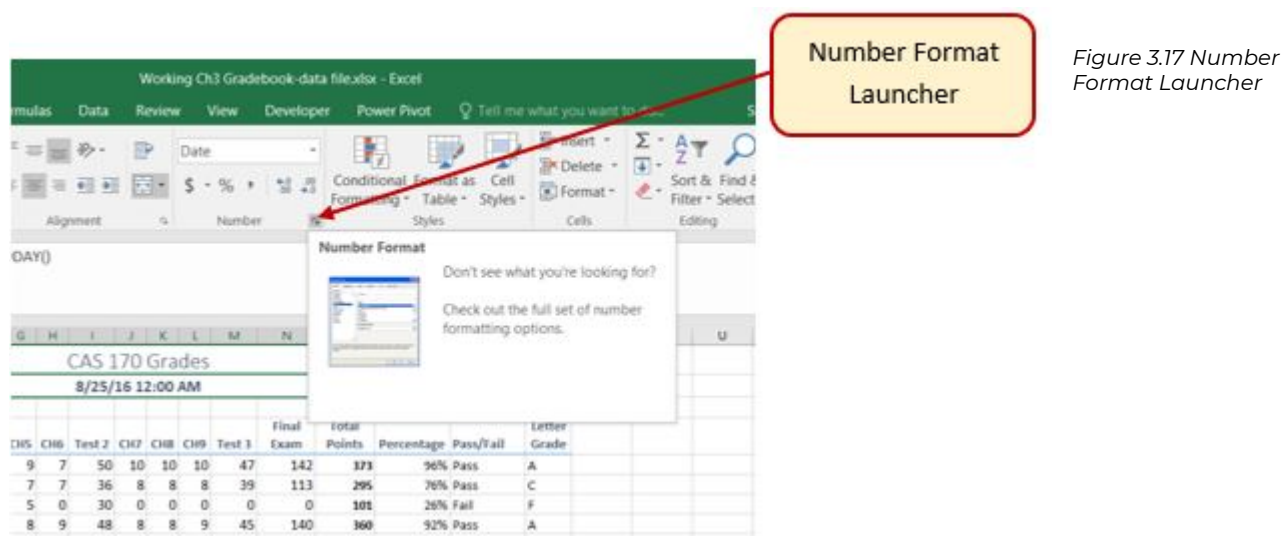 Working Ch3 Gradebook-data file.xlsx - Excel
Number Format
Launcher
Figure 3.17 Number
Format Launcher
mulas Data Review View Developer Power Pivot Tell me what you want to do... S
Date
$ % , Conditional Format as Cell
Formatting Table Styles
Insert
Delete
Format
Σ
A
Z
Sort & Find &
Filter Select
Alignment Number Styles Cells Editing
DAY()
Number Format
Don't see what you're looking for?
Check out the full set of number
formatting options.
G H I J K L M N U
CAS 170 Grades
8/25/16 12:00 AM
Final Total Letter
CH5 CH6 Test 2 CH7 CH8 CH9 Test 3 Exam Points Percentage Pass/Fail Grade
9 7 50 10 10 10 47 142 373 96% Pass A
7 7 36 8 8 8 39 113 295 76% Pass C
5 0 30 0 0 0 0 0 101 26% Fail F
8 9 48 8 8 9 45 140 360 92% Pass A